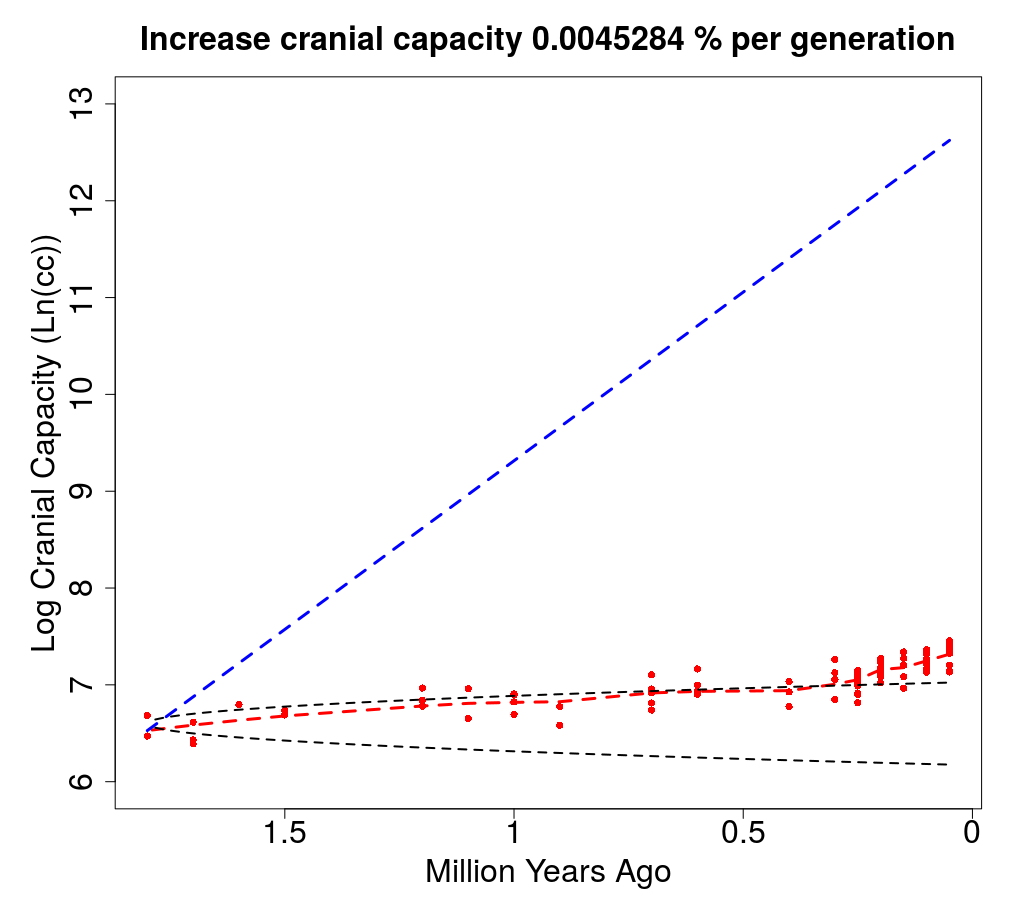 Increase cranial capacity 0.0045284 % per generation
13
12
11
10
9
8
7
6
Log Cranial Capacity (Ln(cc))
1.5 1 0.5 0
Million Years Ago